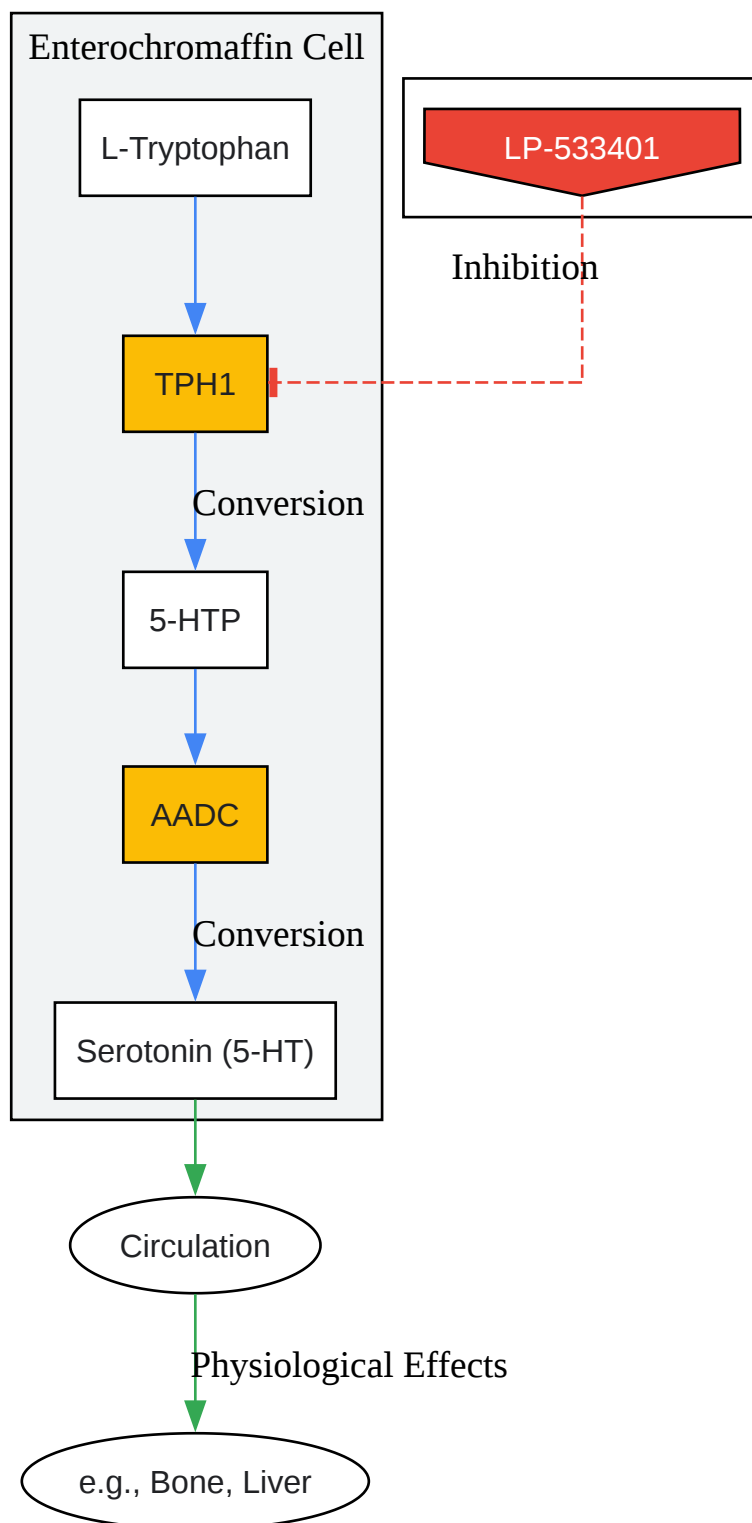 Enterochromaffin Cell
L-Tryptophan
LP-533401
Inhibition
TPH1
Conversion
5-HTP
AADC
Conversion
Serotonin (5-HT)
Circulation
Physiological Effects
e.g., Bone, Liver